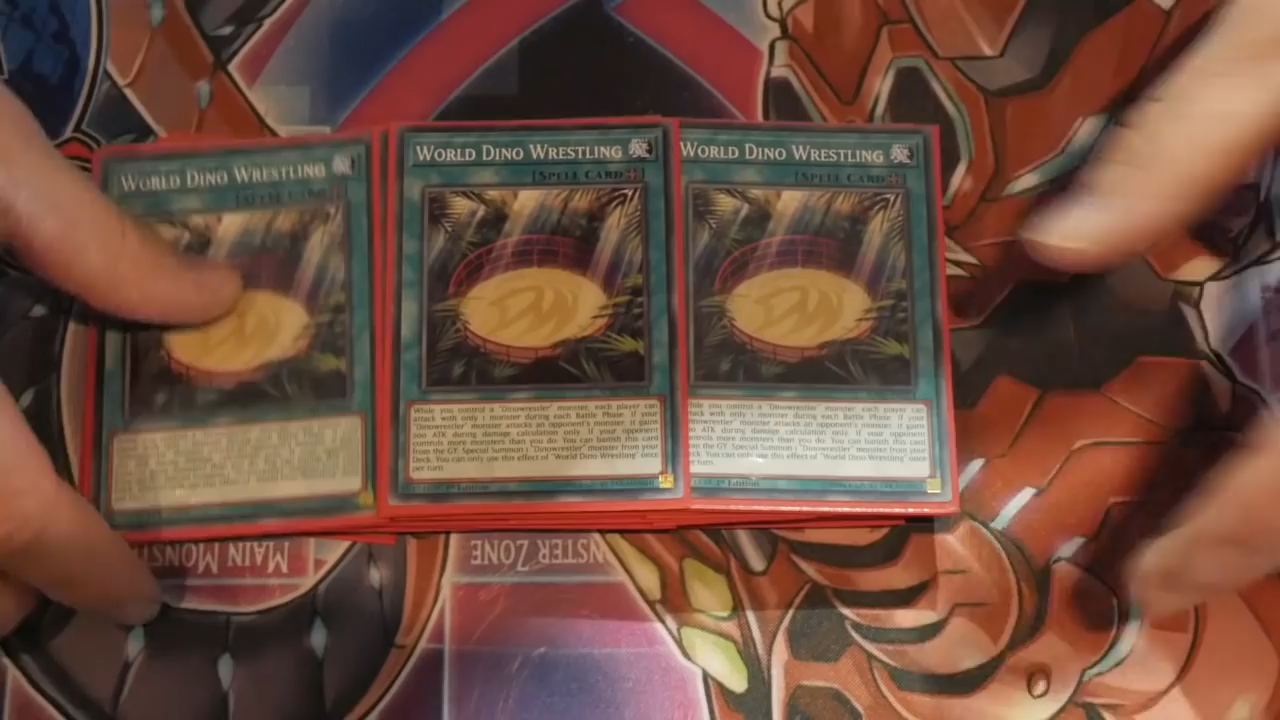 WORLD DINO WRESTLING
[SPELL CARD]
WORLD DINO WRESTLING
[SPELL CARD]
While you control a "Dinowrestler" monster, each player can
attack with only 1 monster during each Battle Phase. If your
"Dinowrestler" monster attacks an opponent's monster, it gains
200 ATK during damage calculation only. If your opponent
controls more monsters than you do: You can banish this card
from the GY; Special Summon 1 "Dinowrestler" monster from your
Deck. You can only use this effect of "World Dino Wrestling" once
per turn.
1st Edition
WORLD DINO WRESTLING
[SPELL CARD]
While you control a "Dinowrestler" monster, each player can
attack with only 1 monster during each Battle Phase. If your
"Dinowrestler" monster attacks an opponent's monster, it gains
ATK during damage calculation only. If your opponent
controls more monsters than you do: You can banish this card
from the GY; Special Summon 1 "Dinowrestler" monster from your
Deck. You can only use this effect of "World Dino Wrestling" once
per turn.
1st Edition
MAIN MONST
NSTER ZONE